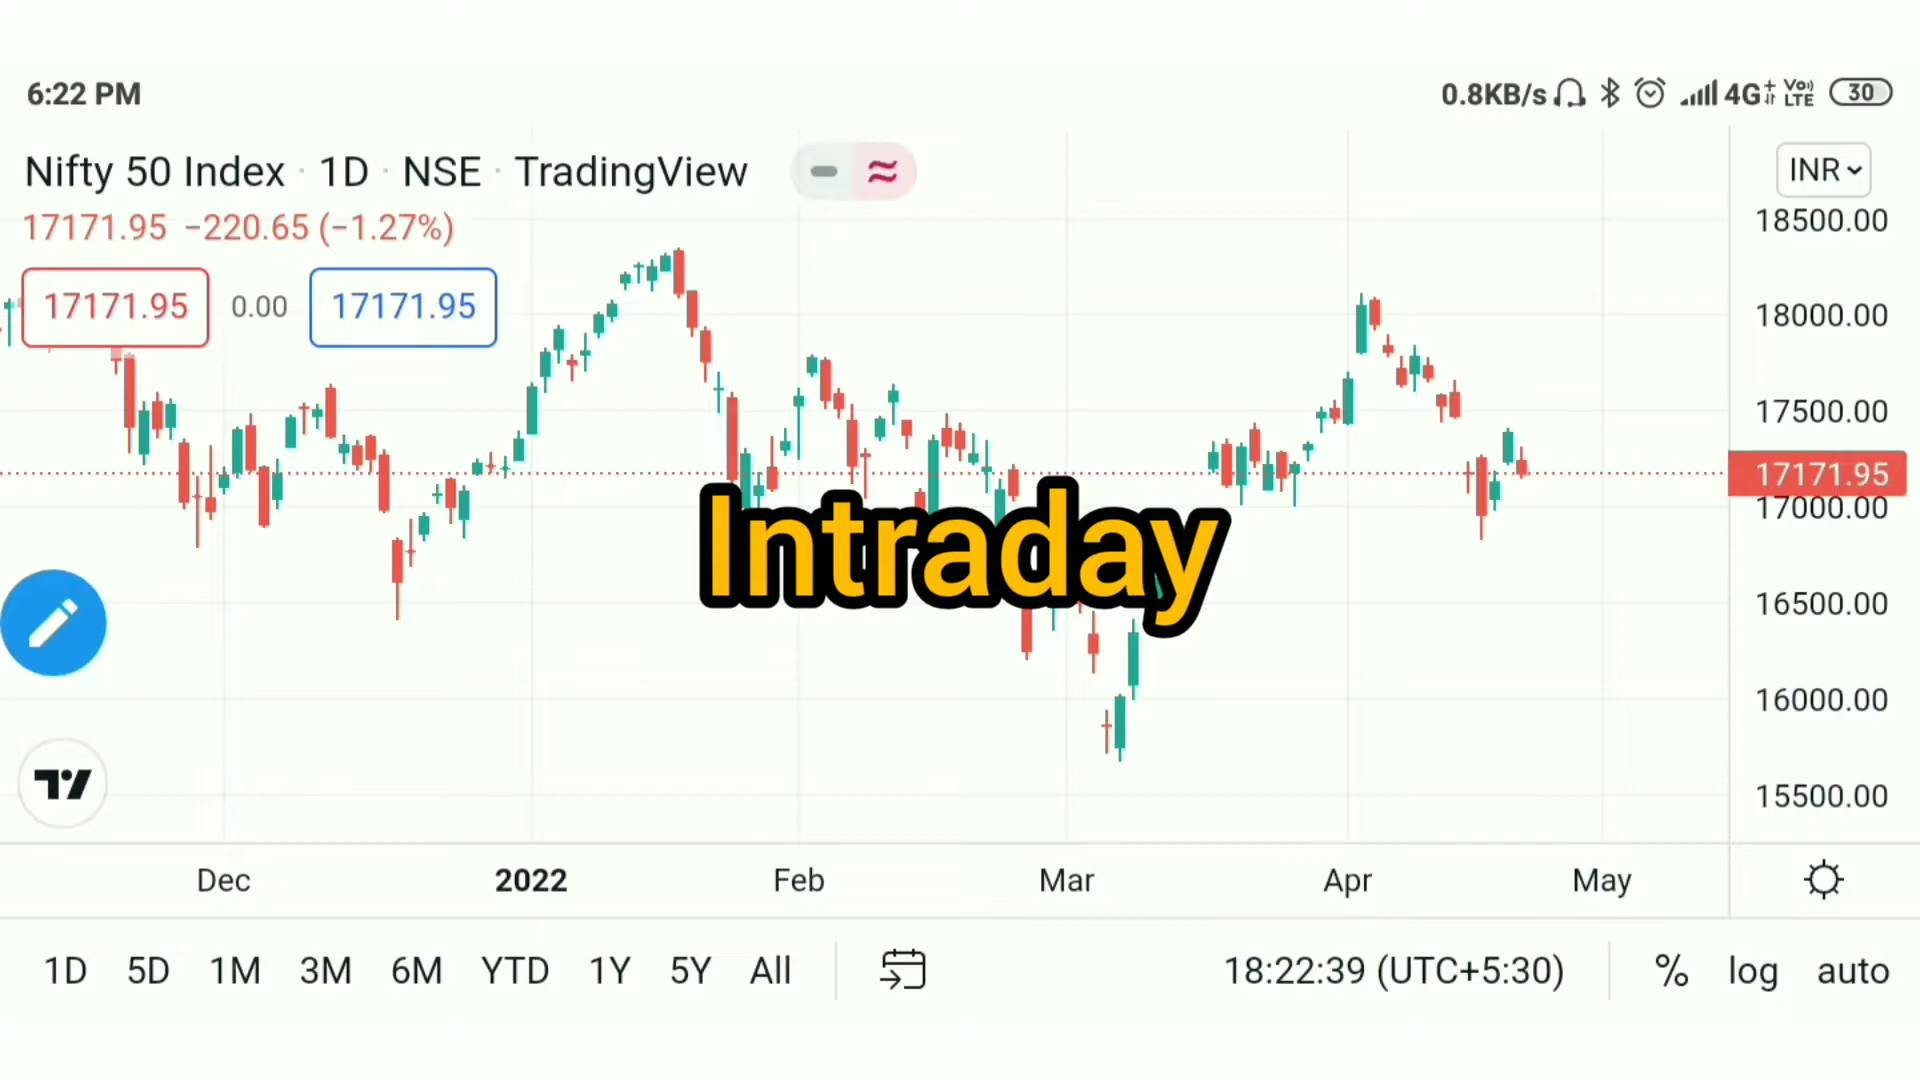 6:22 PM
0.8KB/s 4G+ Vo)) LTE 30
Nifty 50 Index · 1D · NSE · TradingView
INR
17171.95 −220.65 (−1.27%)
17171.95 0.00 17171.95
18500.00
18000.00
17500.00
17171.95
17000.00
Intraday
16500.00
16000.00
15500.00
Dec 2022 Feb Mar Apr May
1D 5D 1M 3M 6M YTD 1Y 5Y All
18:22:39 (UTC+5:30) % log auto